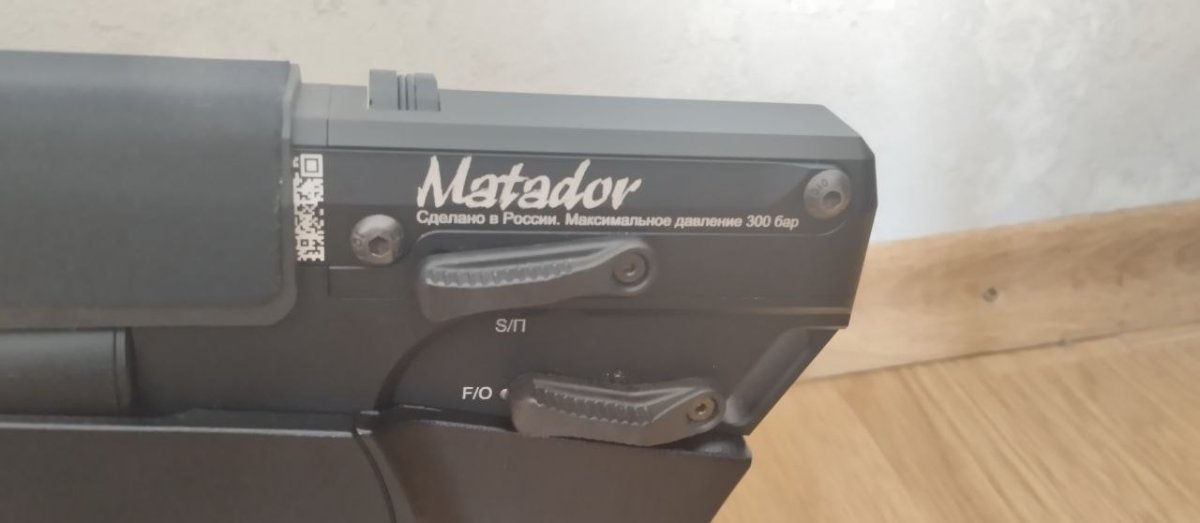 Matador
Сделано в России. Максимальное давление 300 бар
S/П
F/O